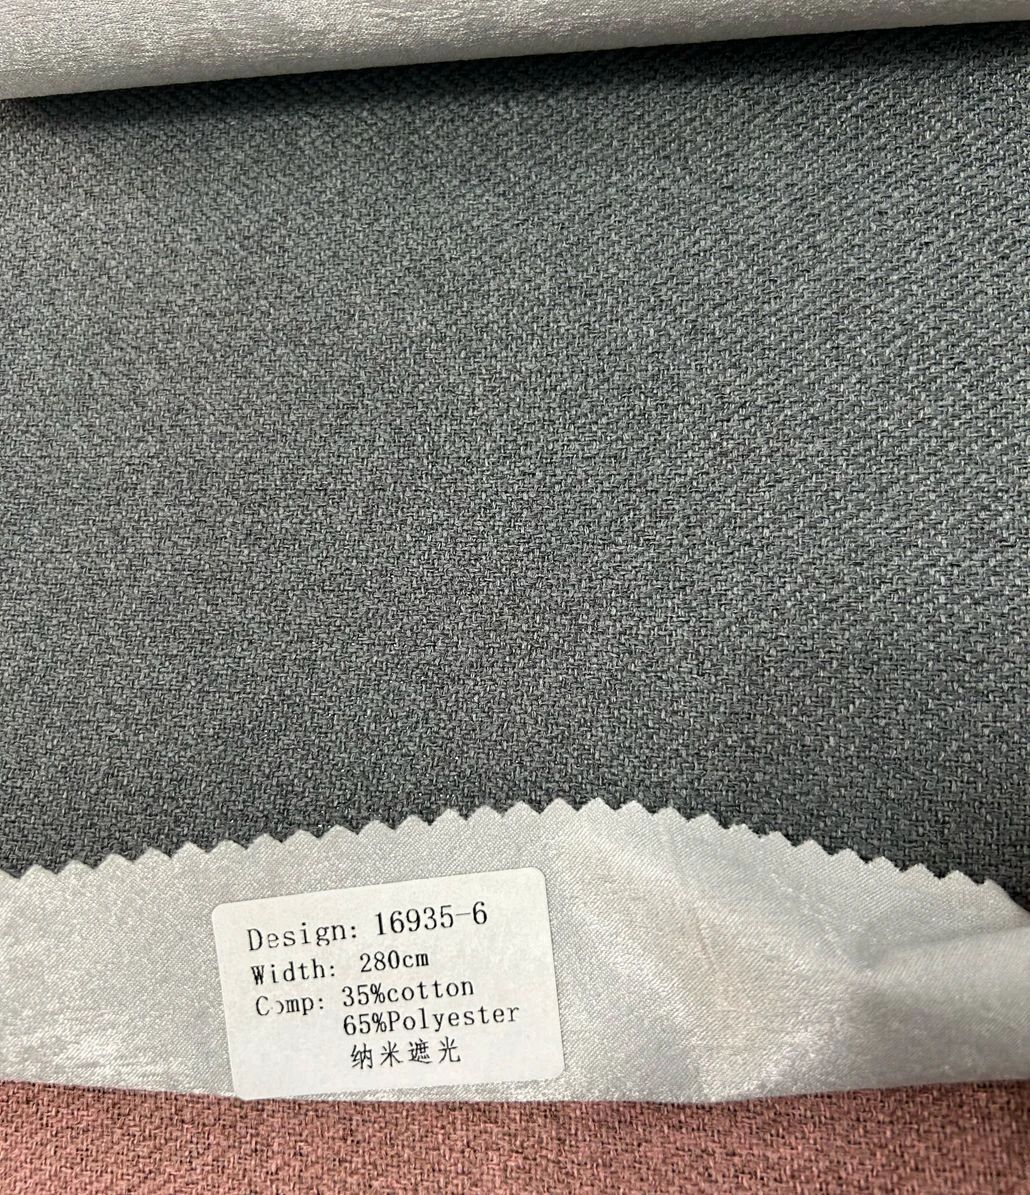 Design: 16935-6
Width: 280cm
Comp: 35%cotton
65%Polyester
纳米遮光